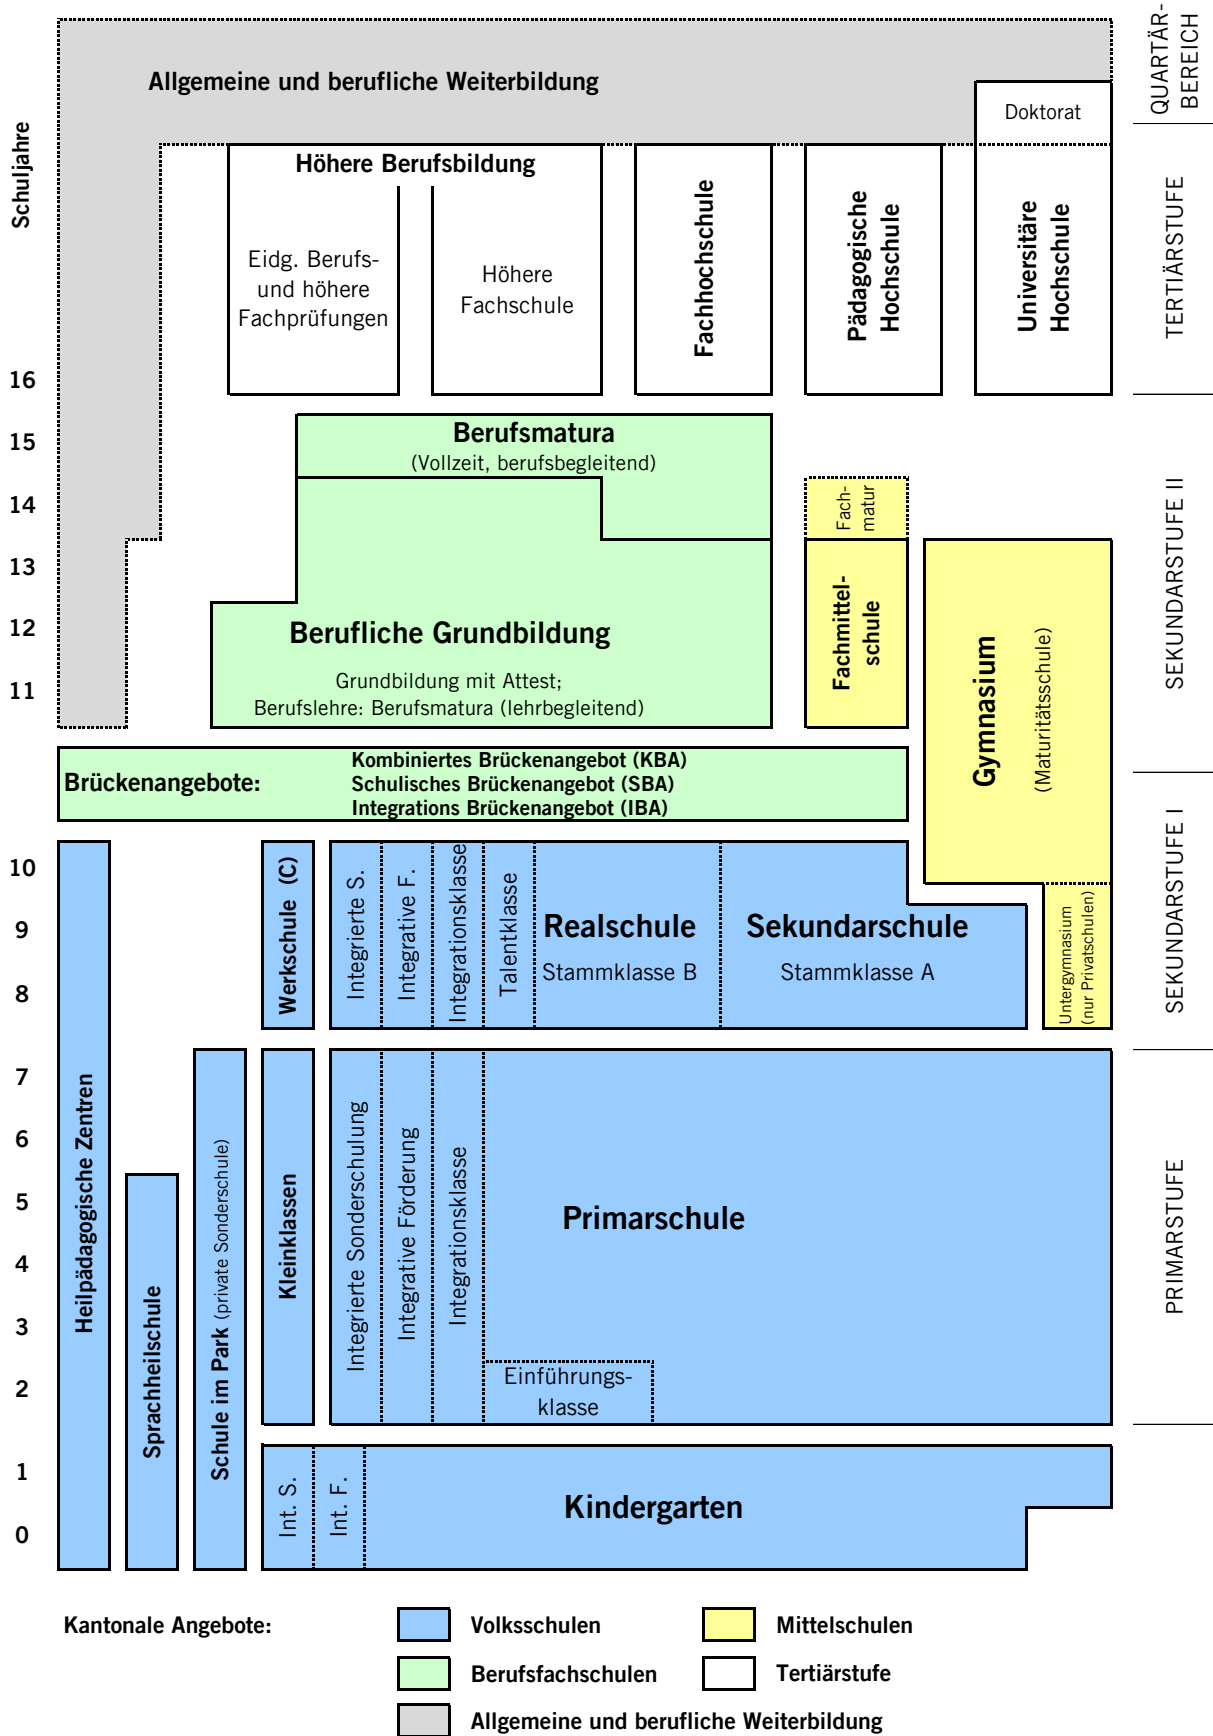 QUARTÄR-
BEREICH
Allgemeine und berufliche Weiterbildung
Doktorat
Schuljahre
Höhere Berufsbildung
Eidg. Berufs-
und höhere
Fachprüfungen
Höhere
Fachschule
Fachhochschule
Pädagogische
Hochschule
Universitäre
Hochschule
TERTIÄRSTUFE
16
15
14
13
12
11
Berufsmatura
(Vollzeit, berufsbegleitend)
Fach-
matur
Berufliche Grundbildung
Grundbildung mit Attest;
Berufslehre: Berufsmatura (lehrbegleitend)
Fachmittel-
schule
Gymnasium
(Maturitätsschule)
SEKUNDARSTUFE II
Brückenangebote:
Kombiniertes Brückenangebot (KBA)
Schulisches Brückenangebot (SBA)
Integrations Brückenangebot (IBA)
10
9
8
Werkschule (C)
Integrierte S.
Integrative F.
Integrationsklasse
Talentklasse
Realschule
Stammklasse B
Sekundarschule
Stammklasse A
Untergymnasium
(nur Privatschulen)
SEKUNDARSTUFE I
7
6
5
4
3
2
Heilpädagogische Zentren
Sprachheilschule
Schule im Park (private Sonderschule)
Kleinklassen
Integrierte Sonderschulung
Integrative Förderung
Integrationsklasse
Primarschule
Einführungs-
klasse
PRIMARSTUFE
1
0
Int. S.
Int. F.
Kindergarten
Kantonale Angebote:
Volksschulen
Mittelschulen
Berufsfachschulen
Tertiärstufe
Allgemeine und berufliche Weiterbildung